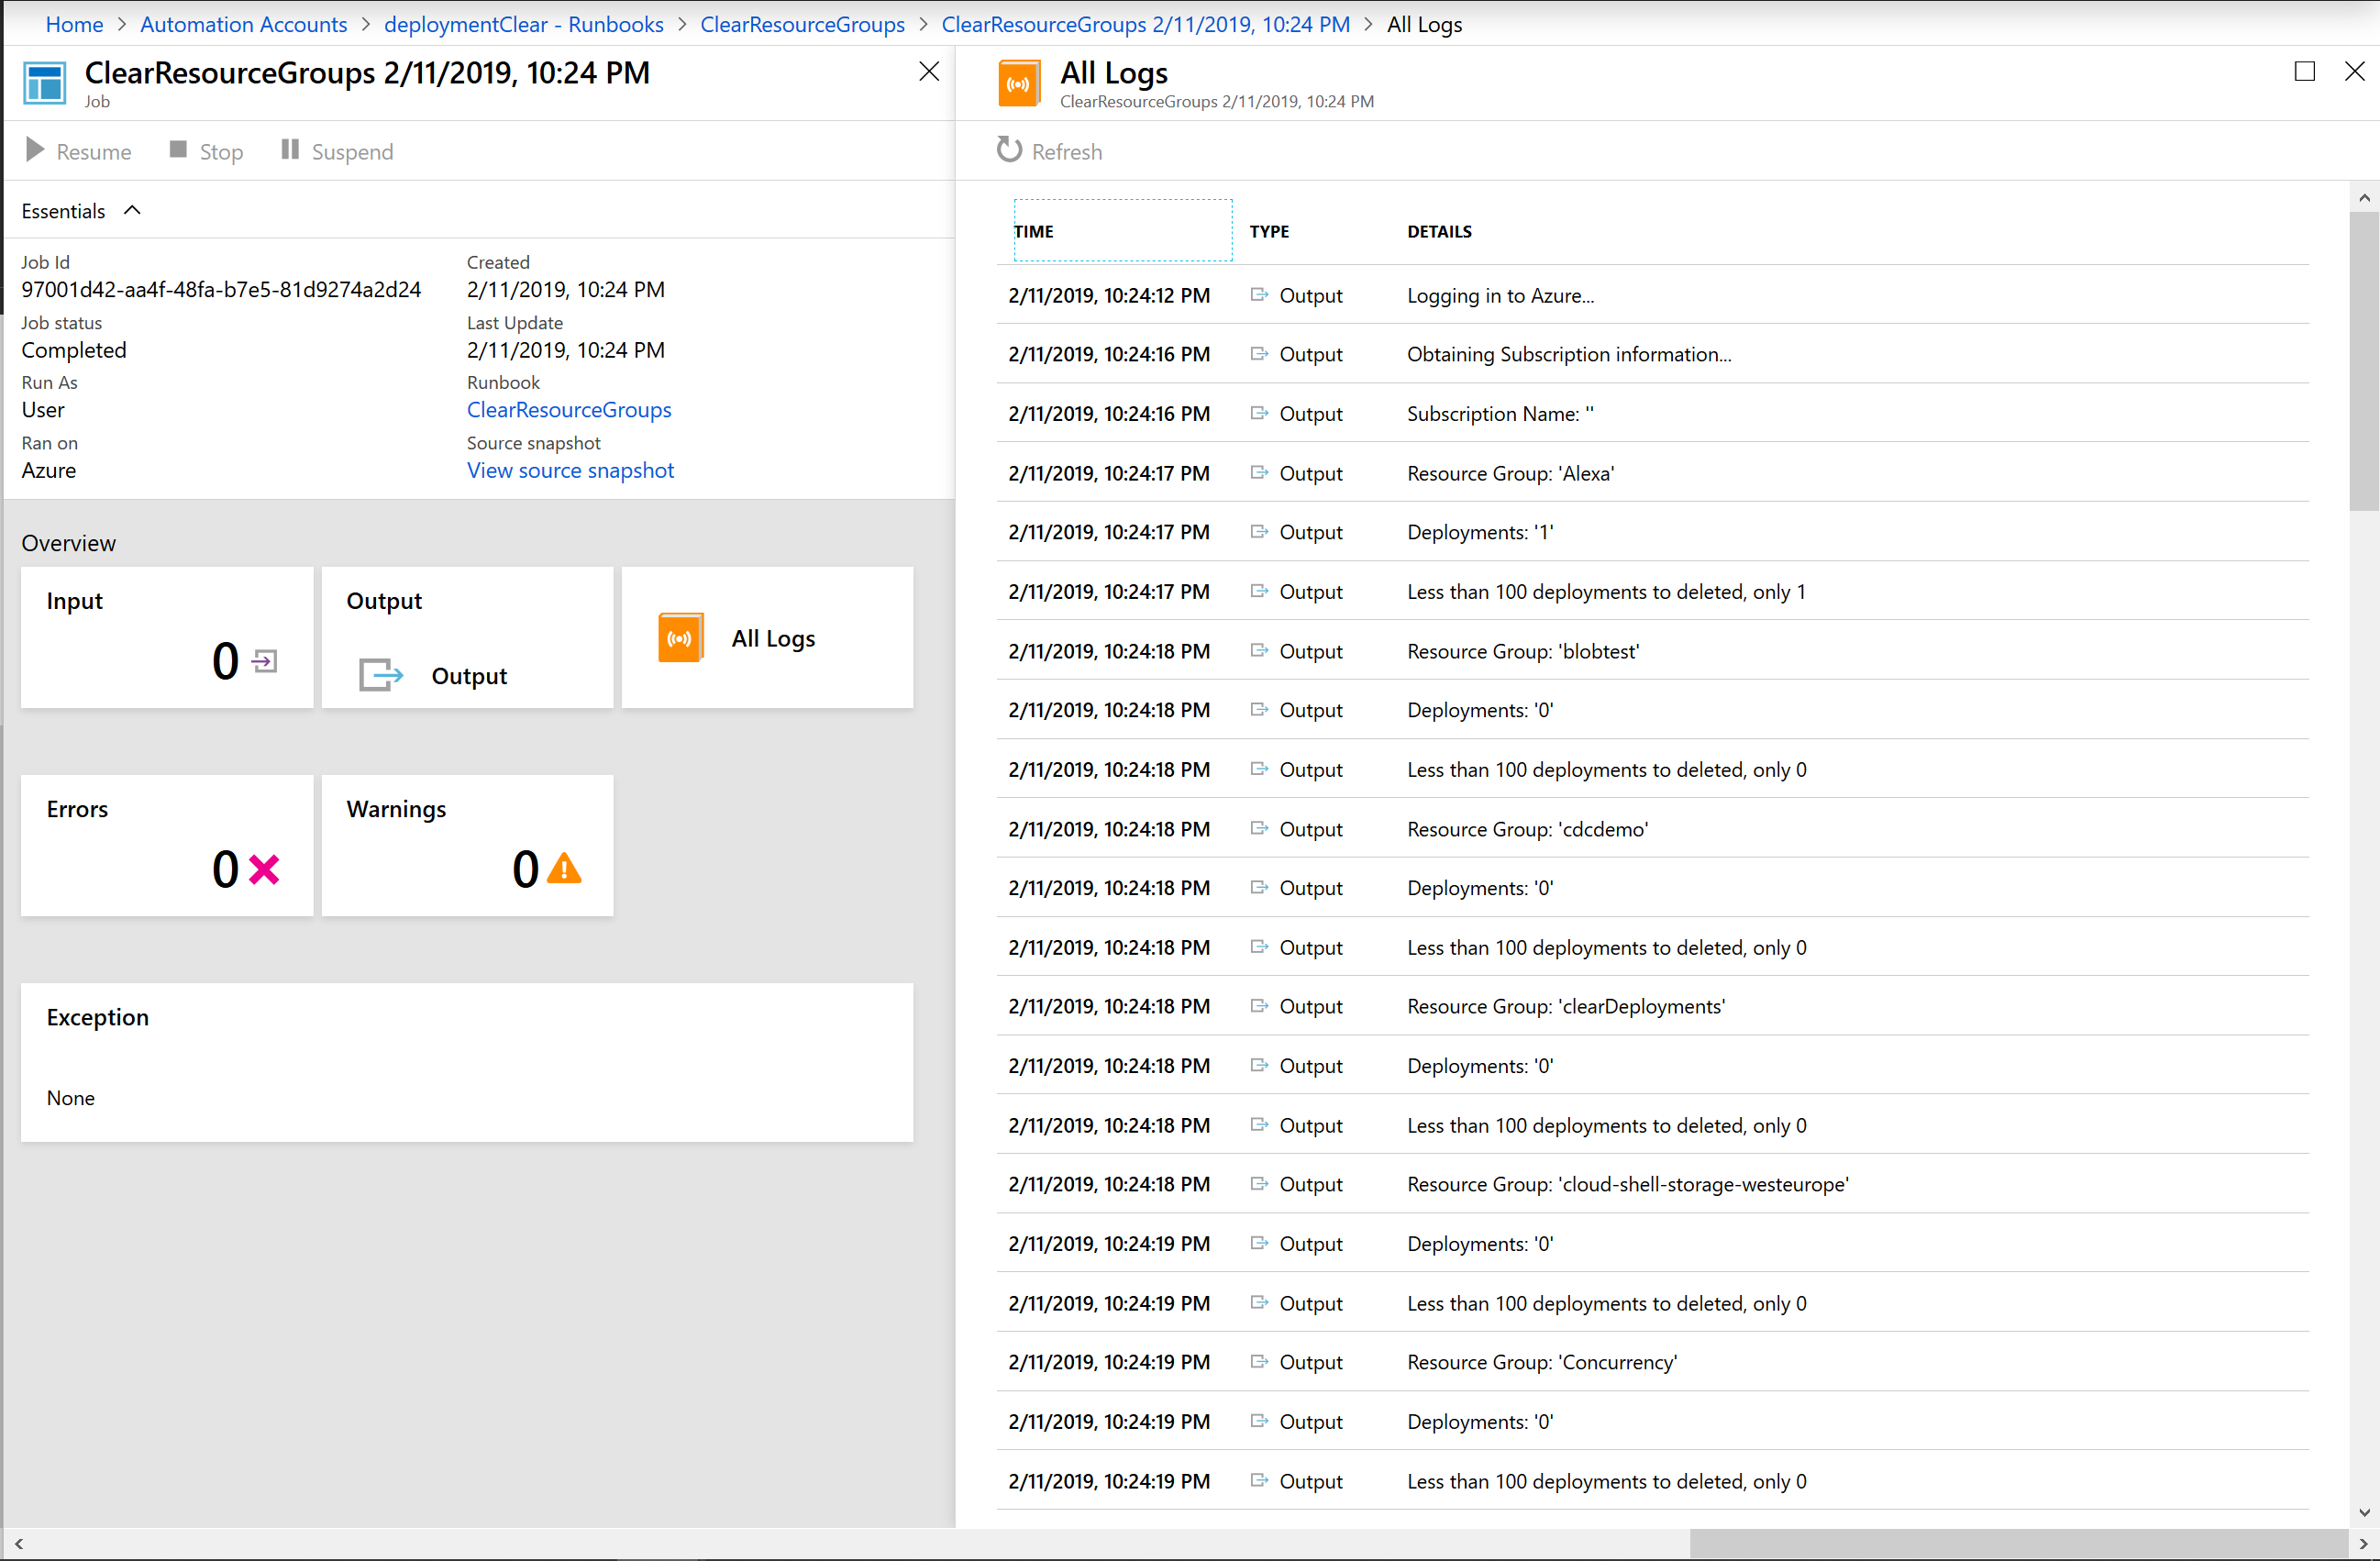 Home > Automation Accounts > deploymentClear - Runbooks > ClearResourceGroups > ClearResourceGroups 2/11/2019, 10:24 PM > All Logs
ClearResourceGroups 2/11/2019, 10:24 PM
Job
Resume Stop Suspend
Essentials
Job Id
97001d42-aa4f-48fa-b7e5-81d9274a2d24
Job status
Completed
Run As
User
Ran on
Azure
Created
2/11/2019, 10:24 PM
Last Update
2/11/2019, 10:24 PM
Runbook
ClearResourceGroups
Source snapshot
View source snapshot
Overview
Input
0
Output
Output
All Logs
Errors
0
Warnings
0
Exception
None
All Logs
ClearResourceGroups 2/11/2019, 10:24 PM
Refresh
TIME TYPE DETAILS
2/11/2019, 10:24:12 PM Output Logging in to Azure...
2/11/2019, 10:24:16 PM Output Obtaining Subscription information...
2/11/2019, 10:24:16 PM Output Subscription Name: ''
2/11/2019, 10:24:17 PM Output Resource Group: 'Alexa'
2/11/2019, 10:24:17 PM Output Deployments: '1'
2/11/2019, 10:24:17 PM Output Less than 100 deployments to deleted, only 1
2/11/2019, 10:24:18 PM Output Resource Group: 'blobtest'
2/11/2019, 10:24:18 PM Output Deployments: '0'
2/11/2019, 10:24:18 PM Output Less than 100 deployments to deleted, only 0
2/11/2019, 10:24:18 PM Output Resource Group: 'cdcdemo'
2/11/2019, 10:24:18 PM Output Deployments: '0'
2/11/2019, 10:24:18 PM Output Less than 100 deployments to deleted, only 0
2/11/2019, 10:24:18 PM Output Resource Group: 'clearDeployments'
2/11/2019, 10:24:18 PM Output Deployments: '0'
2/11/2019, 10:24:18 PM Output Less than 100 deployments to deleted, only 0
2/11/2019, 10:24:18 PM Output Resource Group: 'cloud-shell-storage-westeurope'
2/11/2019, 10:24:19 PM Output Deployments: '0'
2/11/2019, 10:24:19 PM Output Less than 100 deployments to deleted, only 0
2/11/2019, 10:24:19 PM Output Resource Group: 'Concurrency'
2/11/2019, 10:24:19 PM Output Deployments: '0'
2/11/2019, 10:24:19 PM Output Less than 100 deployments to deleted, only 0